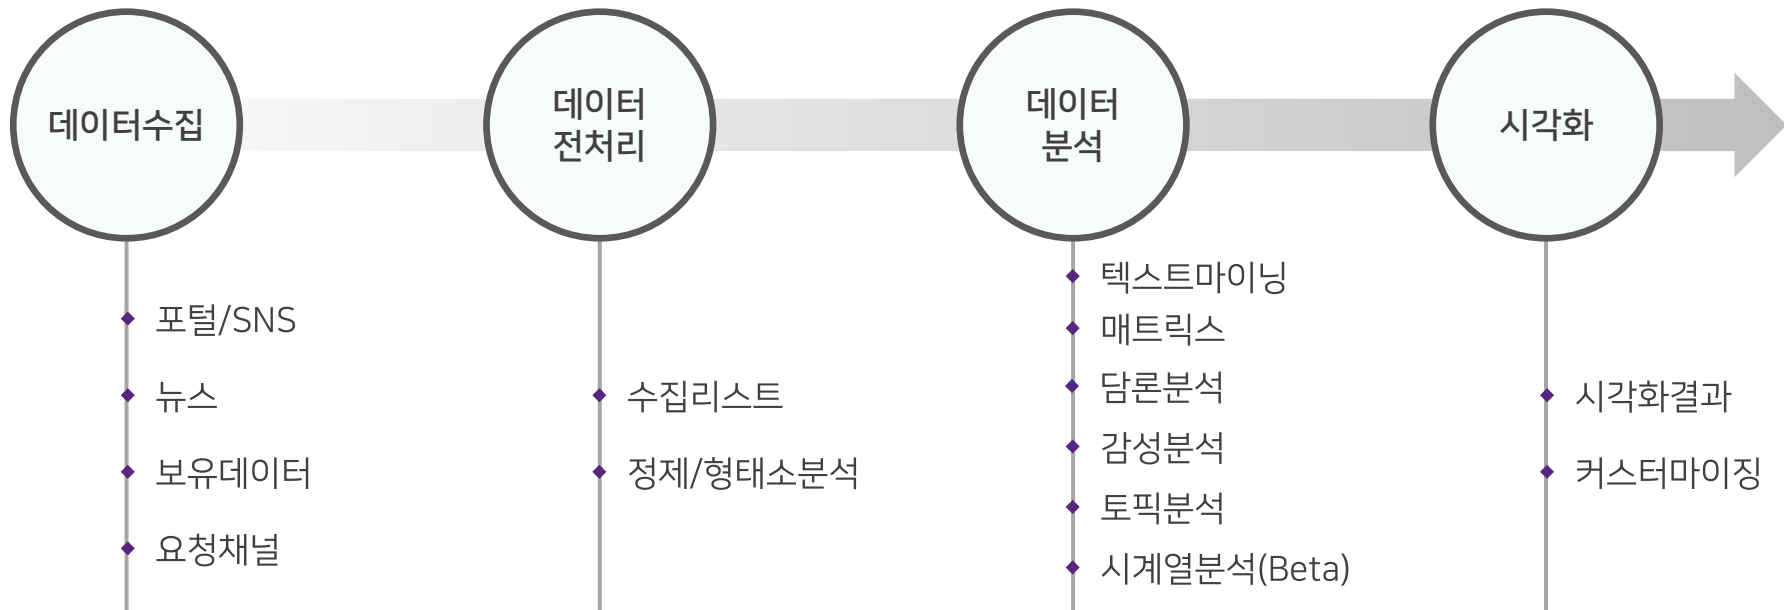 데이터수집
포털/SNS
뉴스
보유데이터
요청채널
데이터
전처리
수집리스트
정제/형태소분석
데이터
분석
텍스트마이닝
매트릭스
담론분석
감성분석
토픽분석
시계열분석(Beta)
시각화
시각화결과
커스터마이징